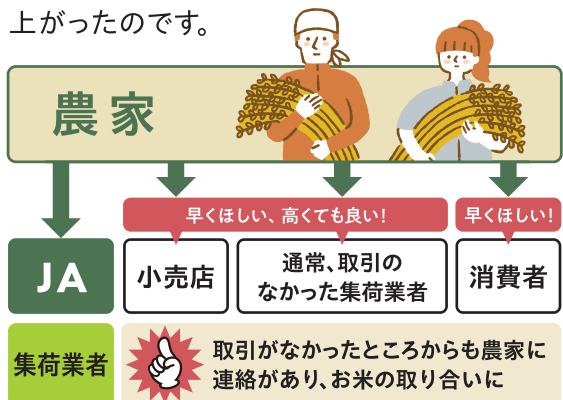 上がったのです。
農家
早くほしい、高くても良い！
早くほしい！
JA
小売店
通常、取引の
なかった集荷業者
消費者
集荷業者
取引がなかったところからも農家に
連絡があり、お米の取り合いに